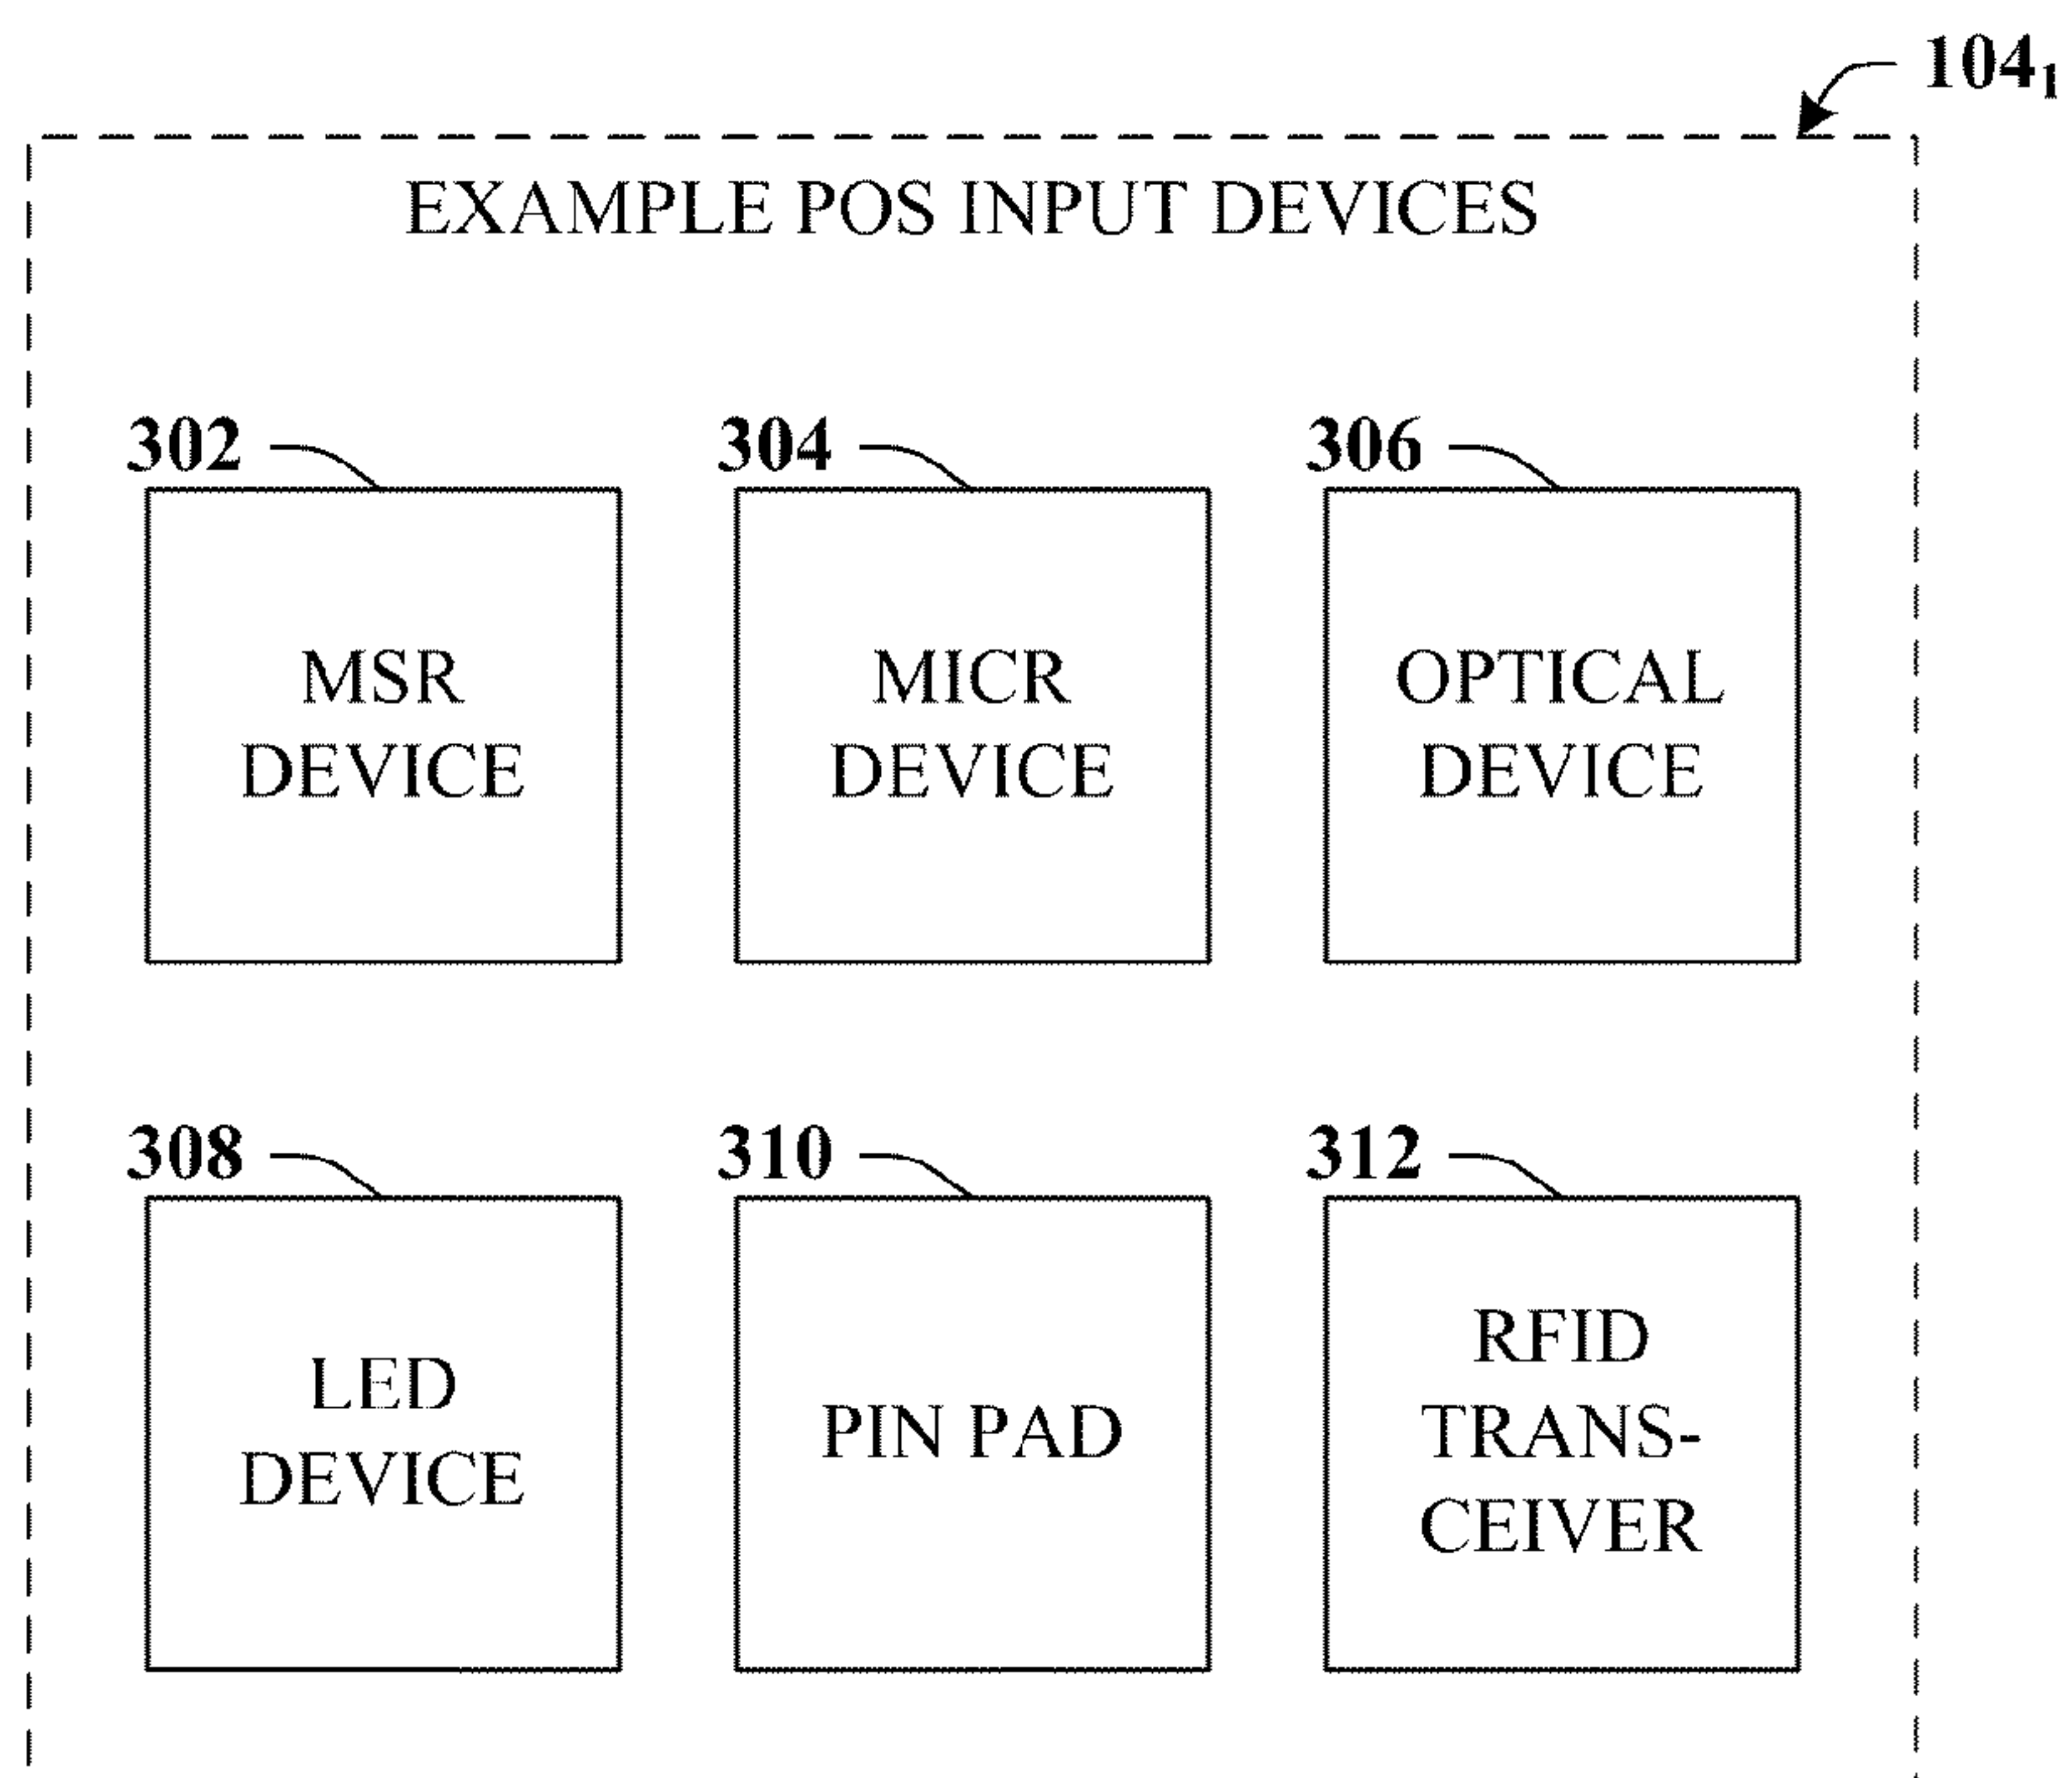 104₁
EXAMPLE POS INPUT DEVICES
302
304
306
MSR
DEVICE
MICR
DEVICE
OPTICAL
DEVICE
308
310
312
LED
DEVICE
PIN PAD
RFID
TRANS-
CEIVER